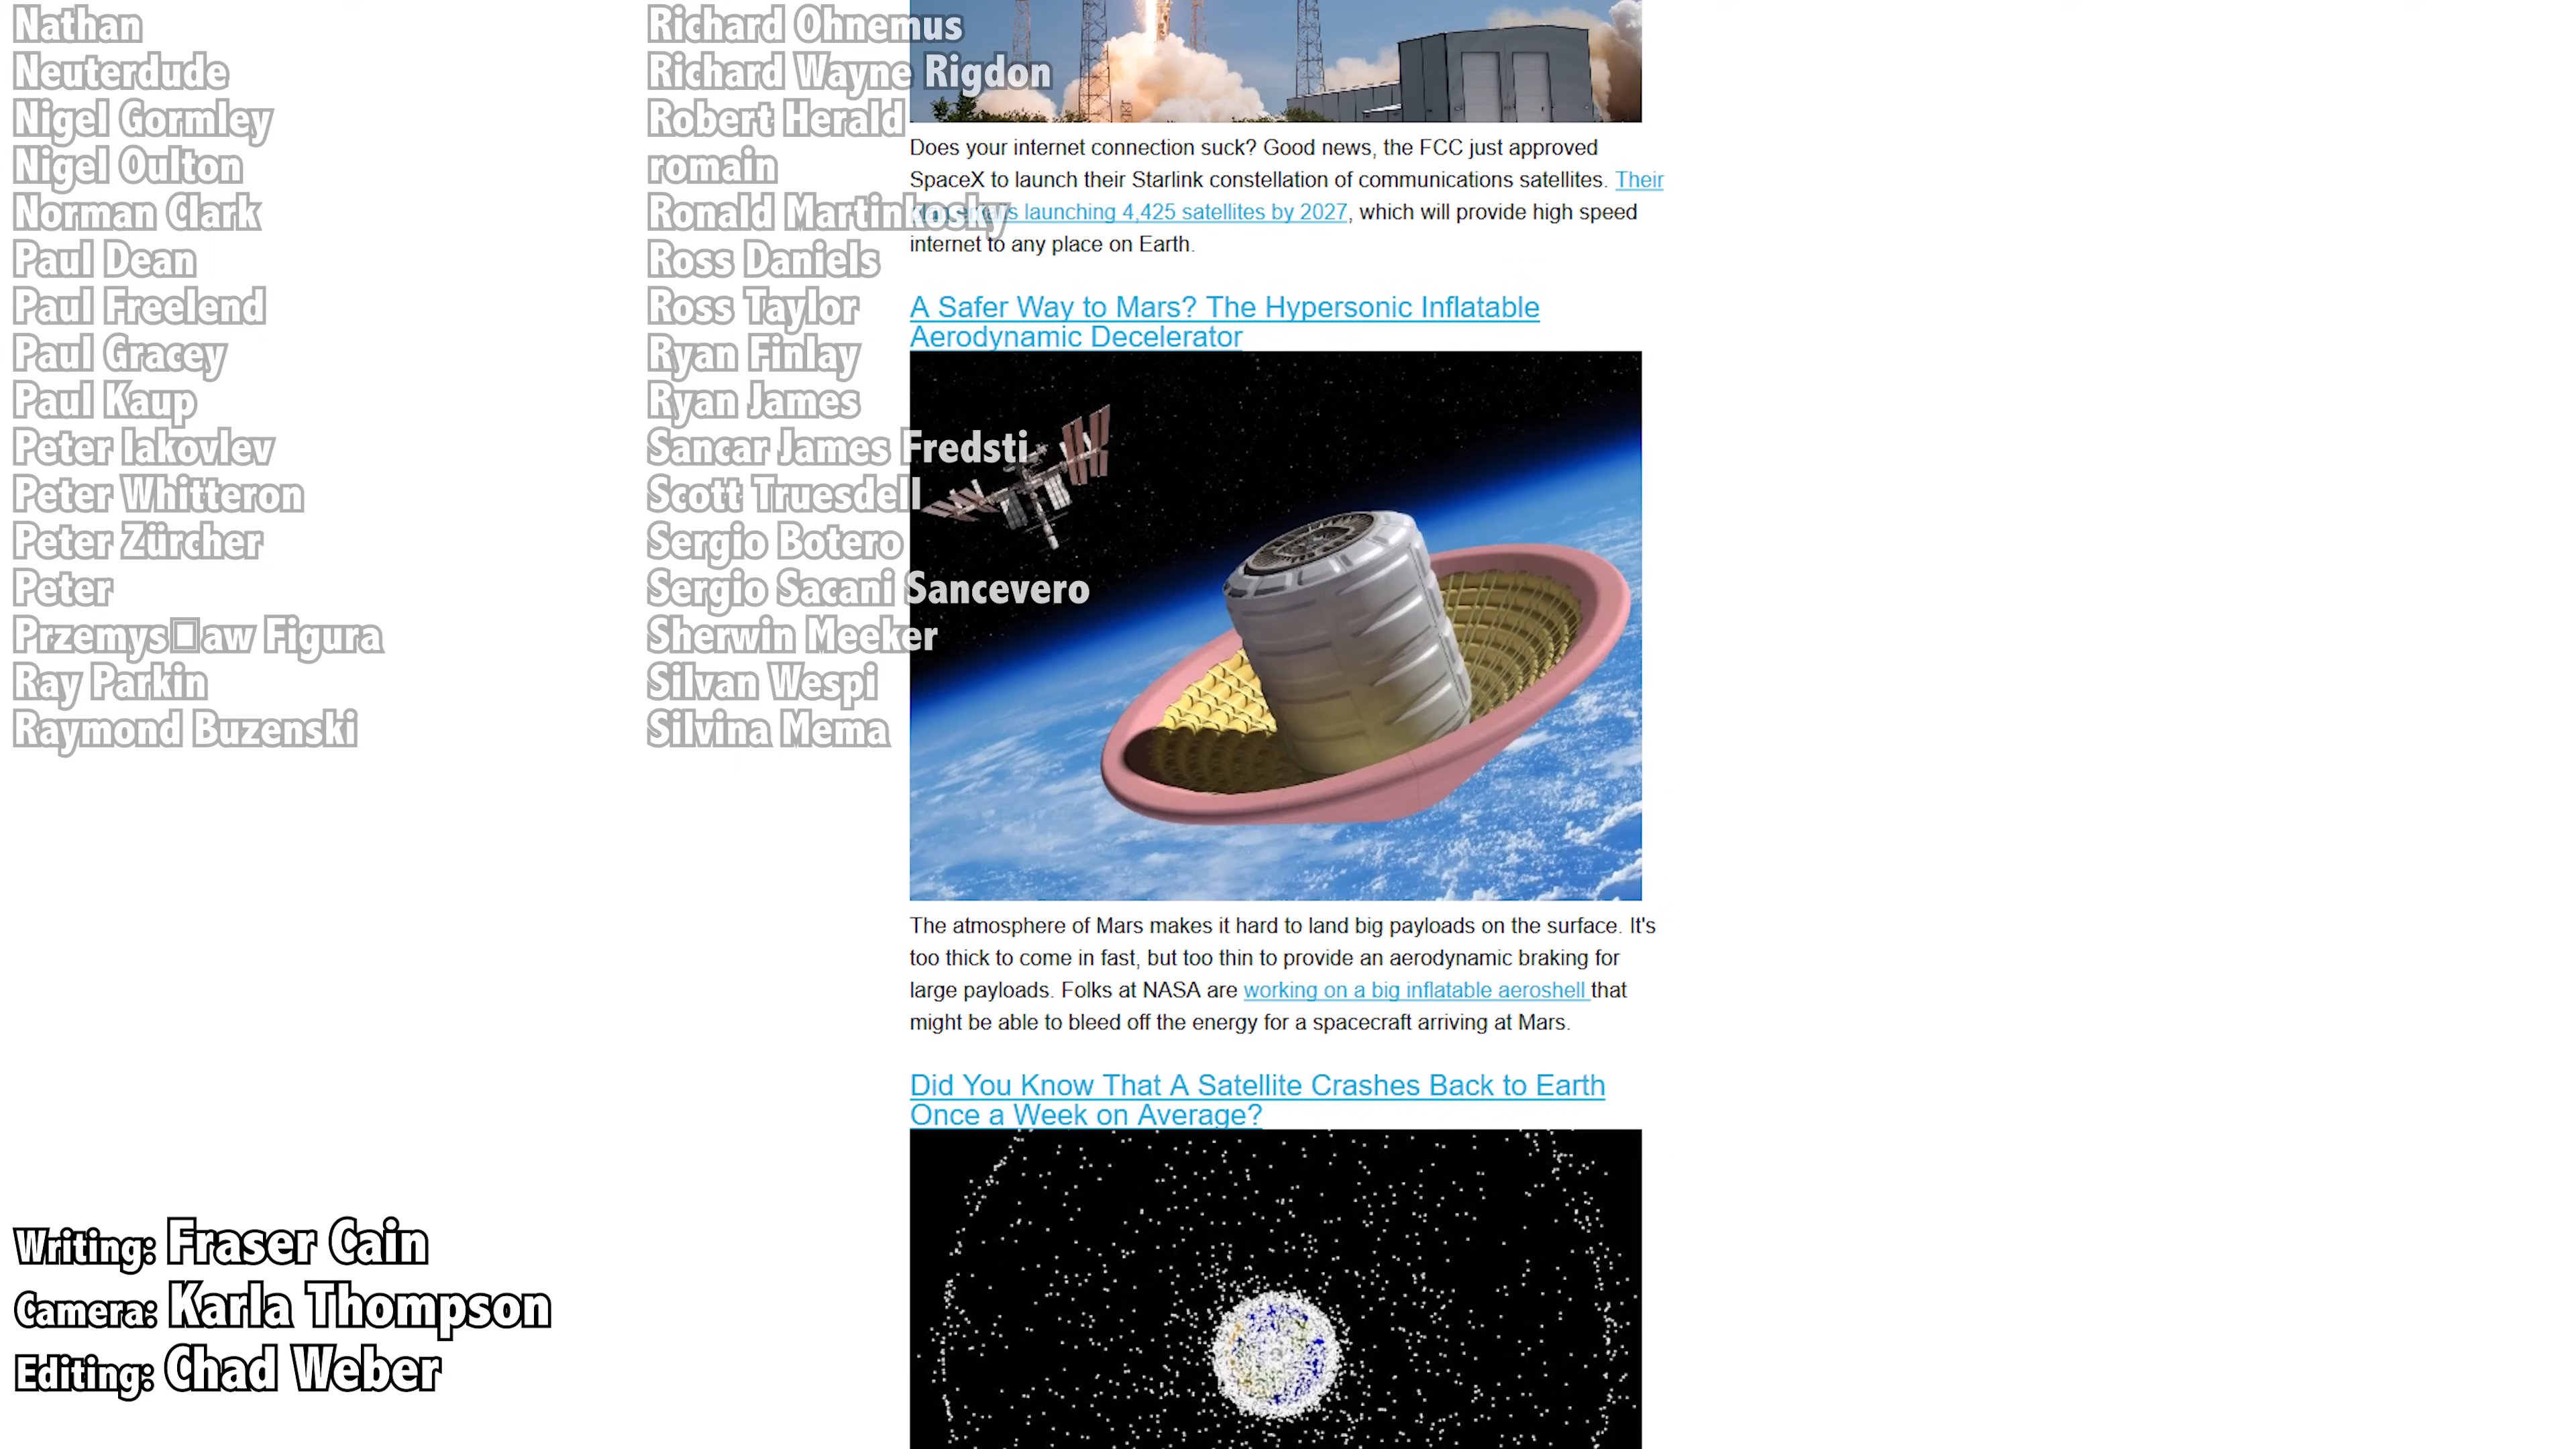 Nathan
Neuterdude
Nigel Gormley
Nigel Oulton
Norman Clark
Paul Dean
Paul Freelend
Paul Gracey
Paul Kaup
Peter Iakovlev
Peter Whitteron
Peter Zürcher
Peter
Przemys□aw Figura
Ray Parkin
Raymond Buzenski
Richard Ohnemus
Richard Wayne Rigdon
Robert Herald
romain
Ronald Martinkosky
Ross Daniels
Ross Taylor
Ryan Finlay
Ryan James
Sancar James Fredsti
Scott Truesdell
Sergio Botero
Sergio Sacani Sancevero
Sherwin Meeker
Silvan Wespi
Silvina Mema
Does your internet connection suck? Good news, the FCC just approved
SpaceX to launch their Starlink constellation of communications satellites. Their
launching 4,425 satellites by 2027, which will provide high speed
internet to any place on Earth.
A Safer Way to Mars? The Hypersonic Inflatable
Aerodynamic Decelerator
The atmosphere of Mars makes it hard to land big payloads on the surface. It's
too thick to come in fast, but too thin to provide an aerodynamic braking for
large payloads. Folks at NASA are working on a big inflatable aeroshell that
might be able to bleed off the energy for a spacecraft arriving at Mars.
Did You Know That A Satellite Crashes Back to Earth
Once a Week on Average?
Writing: Fraser Cain
Camera: Karla Thompson
Editing: Chad Weber